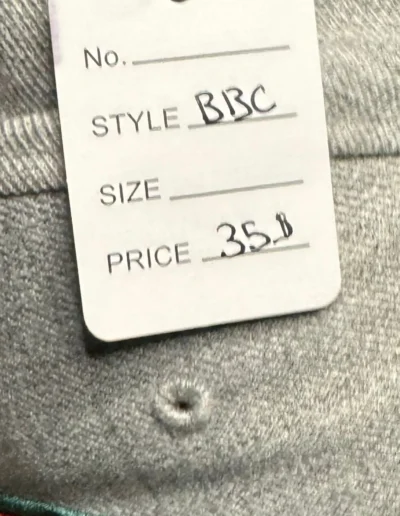 No.
STYLE BBC
SIZE
PRICE 35.